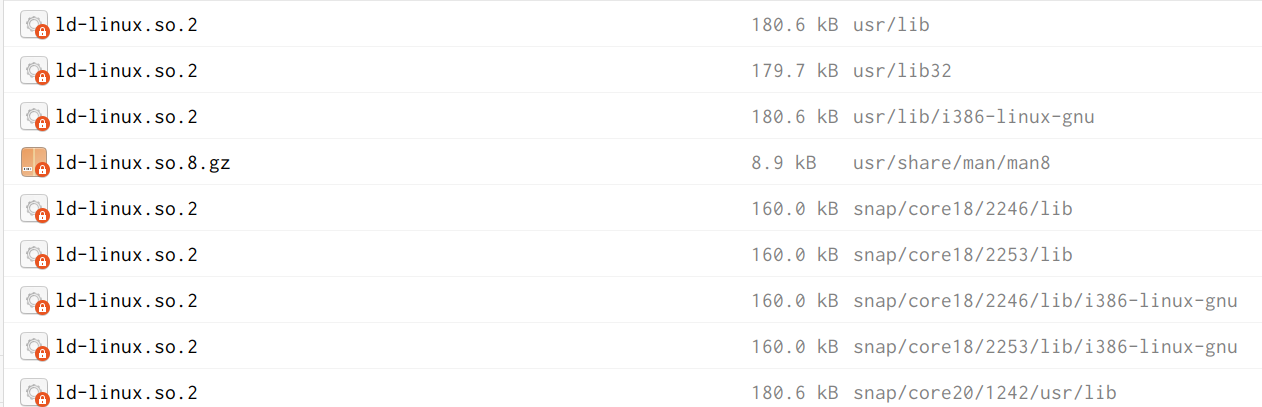 ld-linux.so.2 180.6 kB usr/lib
ld-linux.so.2 179.7 kB usr/lib32
ld-linux.so.2 180.6 kB usr/lib/i386-linux-gnu
ld-linux.so.8.gz 8.9 kB usr/share/man/man8
ld-linux.so.2 160.0 kB snap/core18/2246/lib
ld-linux.so.2 160.0 kB snap/core18/2253/lib
ld-linux.so.2 160.0 kB snap/core18/2246/lib/i386-linux-gnu
ld-linux.so.2 160.0 kB snap/core18/2253/lib/i386-linux-gnu
ld-linux.so.2 180.6 kB snap/core20/1242/usr/lib